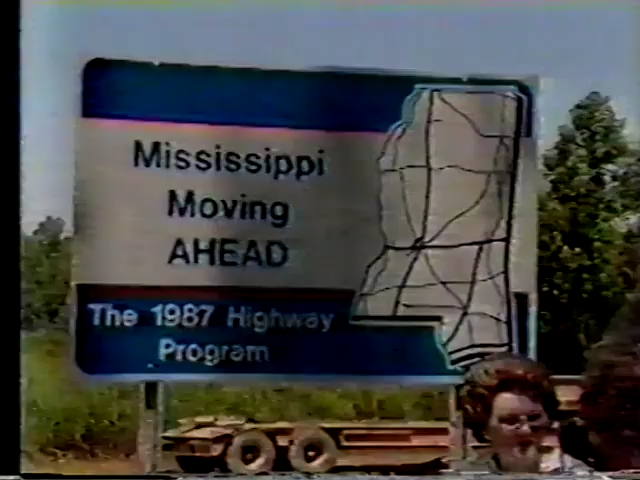 Mississippi
Moving
AHEAD
The 1987 Highway
Program